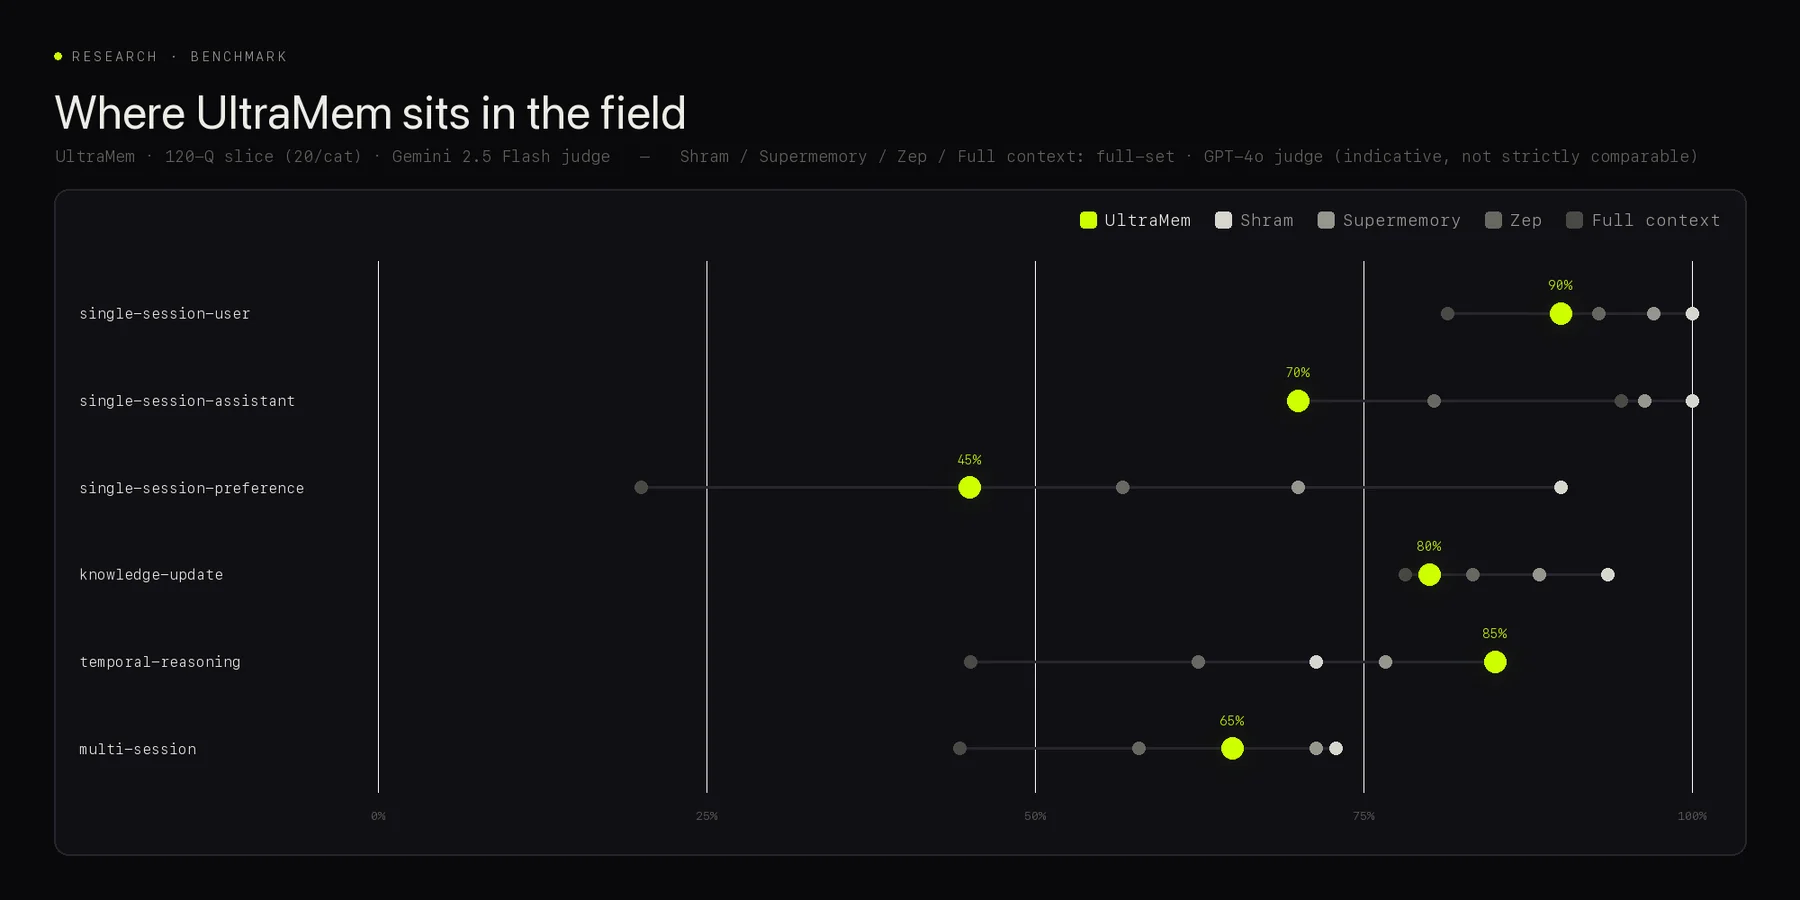 RESEARCH · BENCHMARK
Where UltraMem sits in the field
UltraMem · 120-Q slice (20/cat) · Gemini 2.5 Flash judge — Shram / Supermemory / Zep / Full context: full-set · GPT-4o judge (indicative, not strictly comparable)
UltraMem Shram Supermemory Zep Full context
90%
single-session-user
70%
single-session-assistant
45%
single-session-preference
80%
knowledge-update
85%
temporal-reasoning
65%
multi-session
0% 25% 50% 75% 100%